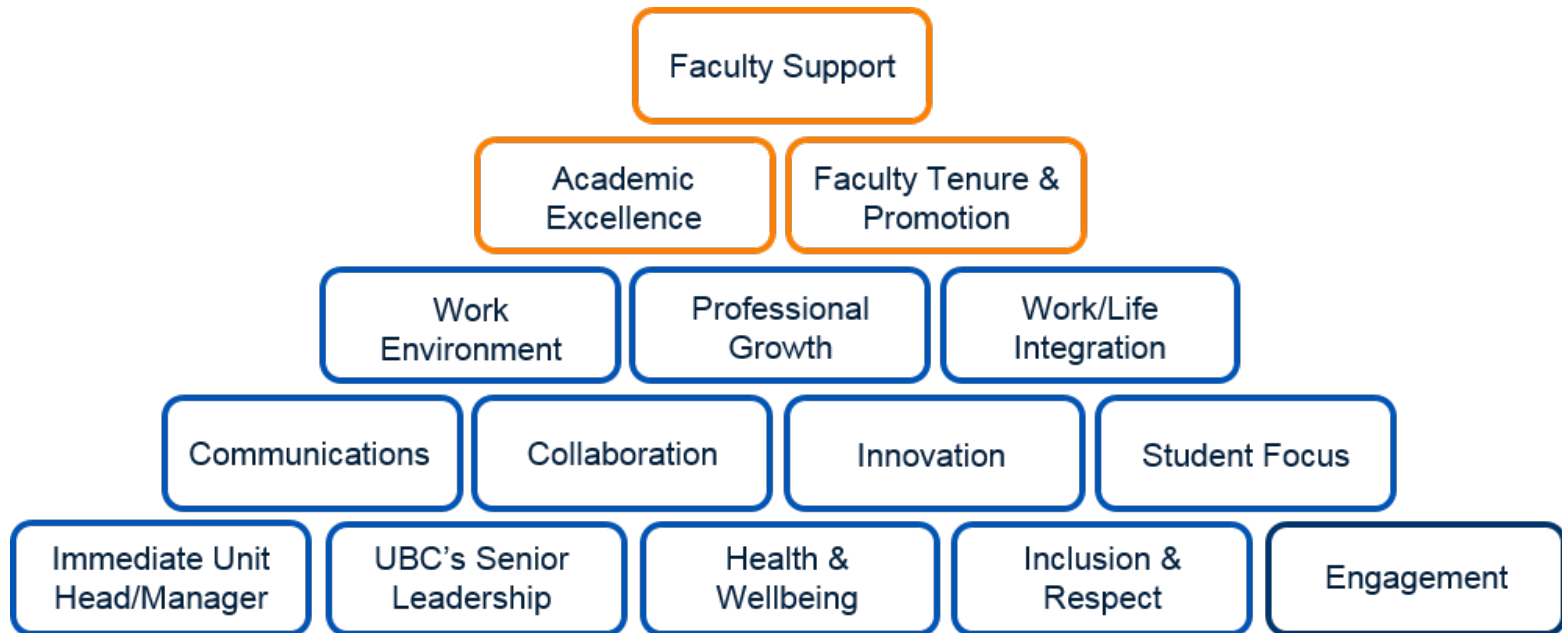 Faculty Support
Academic
Excellence
Faculty Tenure &
Promotion
Work
Environment
Professional
Growth
Work/Life
Integration
Communications
Collaboration
Innovation
Student Focus
Immediate Unit
Head/Manager
UBC’s Senior
Leadership
Health &
Wellbeing
Inclusion &
Respect
Engagement